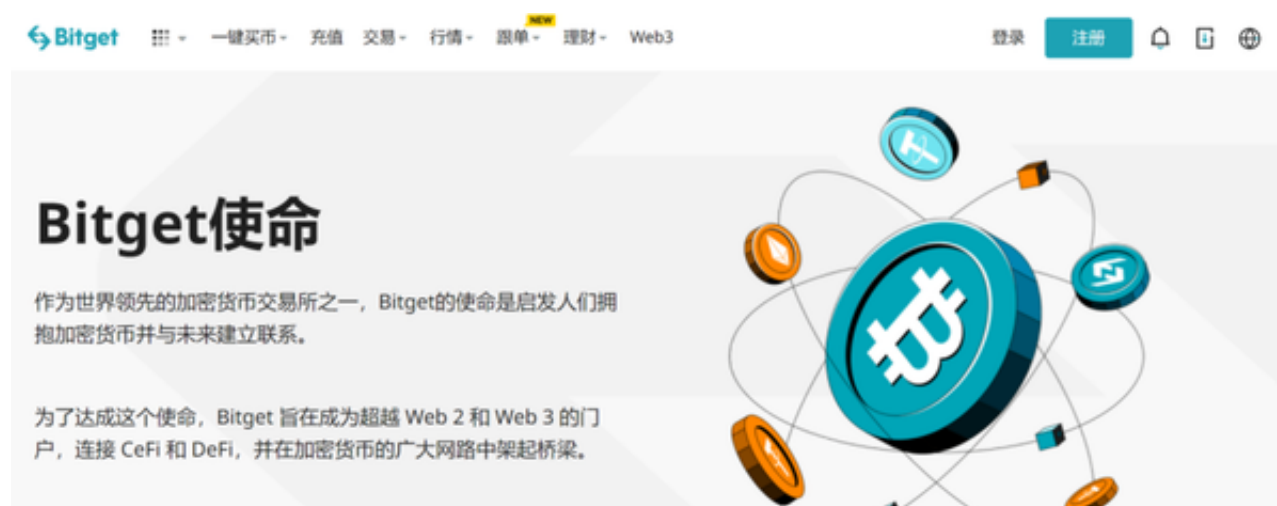 Bitget 一键买币 充值 交易 行情 跟单 NEW 理财 Web3 登录 注册
Bitget使命
作为世界领先的加密货币交易所之一，Bitget的使命是启发人们拥
抱加密货币并与未来建立联系。
为了达成这个使命，Bitget 旨在成为超越 Web 2 和 Web 3 的门
户，连接 CeFi 和 DeFi，并在加密货币的广大网路中架起桥梁。